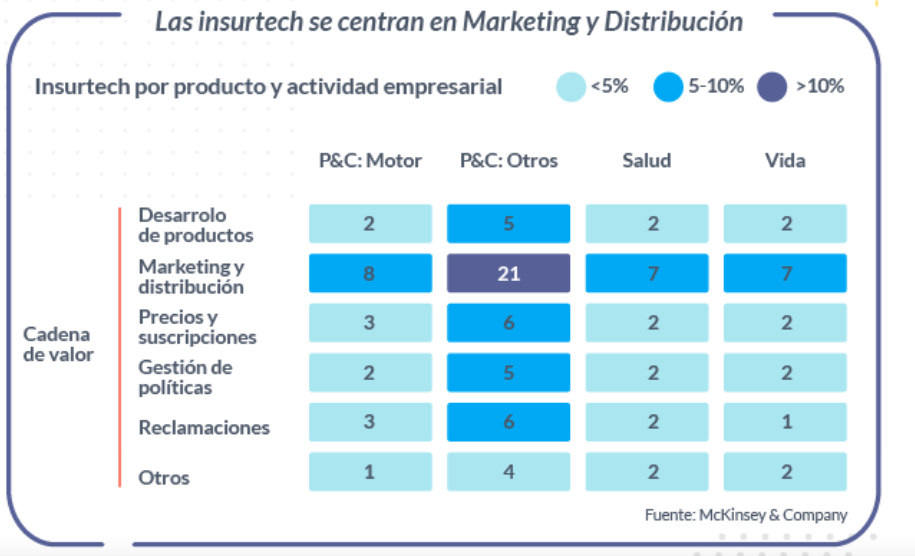 Las insurtech se centran en Marketing y Distribución
Insurtech por producto y actividad empresarial
<5%
5-10%
>10%
P&C: Motor P&C: Otros Salud Vida
Cadena
de valor
Desarrolo
de productos
2 5 2 2
Marketing y
distribución
8 21 7 7
Precios y
suscripciones
3 6 2 2
Gestión de
políticas
2 5 2 2
Reclamaciones
3 6 2 1
Otros
1 4 2 2
Fuente: McKinsey & Company